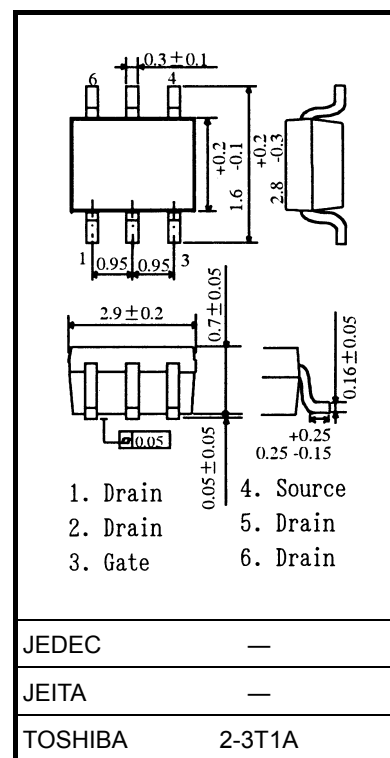 0.3±0.1
6 4
+0.2
1.6 -0.1
+0.2
2.8 -0.3
1 0.95 0.95 3
2.9±0.2
0.7±0.05
0.16±0.05
0.05
0.05±0.05
+0.25
0.25 -0.15
1. Drain
2. Drain
3. Gate
4. Source
5. Drain
6. Drain
JEDEC —
JEITA —
TOSHIBA 2-3T1A